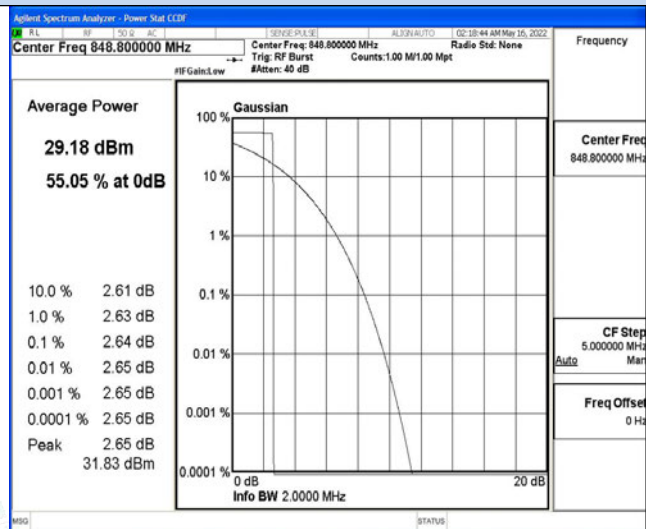 Agilent Spectrum Analyzer - Power Stat CCDF
RL RF 50 Ω AC SENSE:PULSE ALIGN AUTO 02:18:44 AM May 16, 2022
Center Freq 848.800000 MHz
Center Freq: 848.800000 MHz Radio Std: None
Trig: RF Burst Counts:1.00 M/1.00 Mpt
#IFGain:Low #Atten: 40 dB
Frequency
Average Power
29.18 dBm
55.05 % at 0dB
10.0 % 2.61 dB
1.0 % 2.63 dB
0.1 % 2.64 dB
0.01 % 2.65 dB
0.001 % 2.65 dB
0.0001 % 2.65 dB
Peak 2.65 dB
31.83 dBm
Gaussian
100 %
10 %
1 %
0.1 %
0.01 %
0.001 %
0.0001 %
0 dB 20 dB
Info BW 2.0000 MHz
Center Freq
848.800000 MHz
CF Step
5.000000 MHz
Auto Man
Freq Offset
0 Hz
MSG STATUS